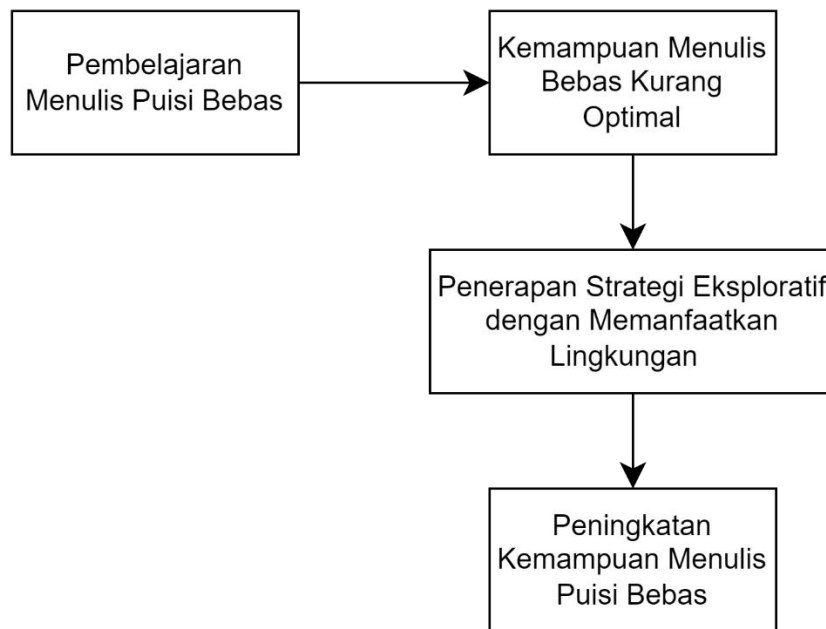 Pembelajaran
Menulis Puisi Bebas
Kemampuan Menulis
Bebas Kurang
Optimal
Penerapan Strategi Eksploratif
dengan Memanfaatkan
Lingkungan
Peningkatan
Kemampuan Menulis
Puisi Bebas